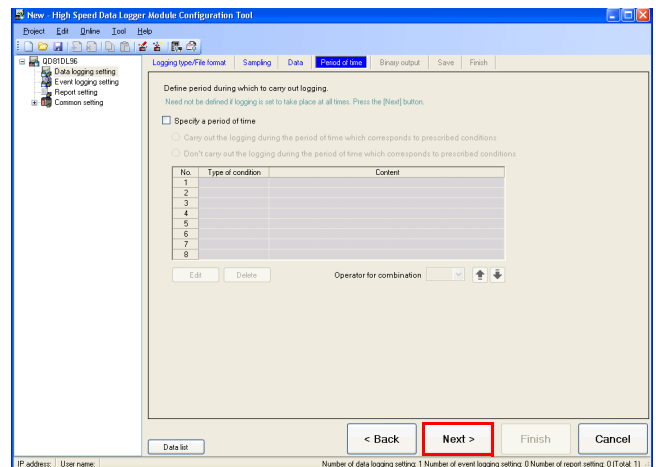 New - High Speed Data Logger Module Configuration Tool
Project Edit Online Tool Help
QD81DL96
Data logging setting
Event logging setting
Report setting
Common setting
Logging type/File format Sampling Data Period of time Binary output Save Finish
Define period during which to carry out logging.
Need not be defined if logging is set to take place at all times. Press the [Next] button.
Specify a period of time
Carry out the logging during the period of time which corresponds to prescribed conditions
Don't carry out the logging during the period of time which corresponds to prescribed conditions
No. Type of condition Content
1
2
3
4
5
6
7
8
Edit Delete Operator for combination
Data list < Back Next > Finish Cancel
IP address: User name: Number of data logging setting: 1 Number of event logging setting: 0 Number of report setting: 0 (Total: 1)